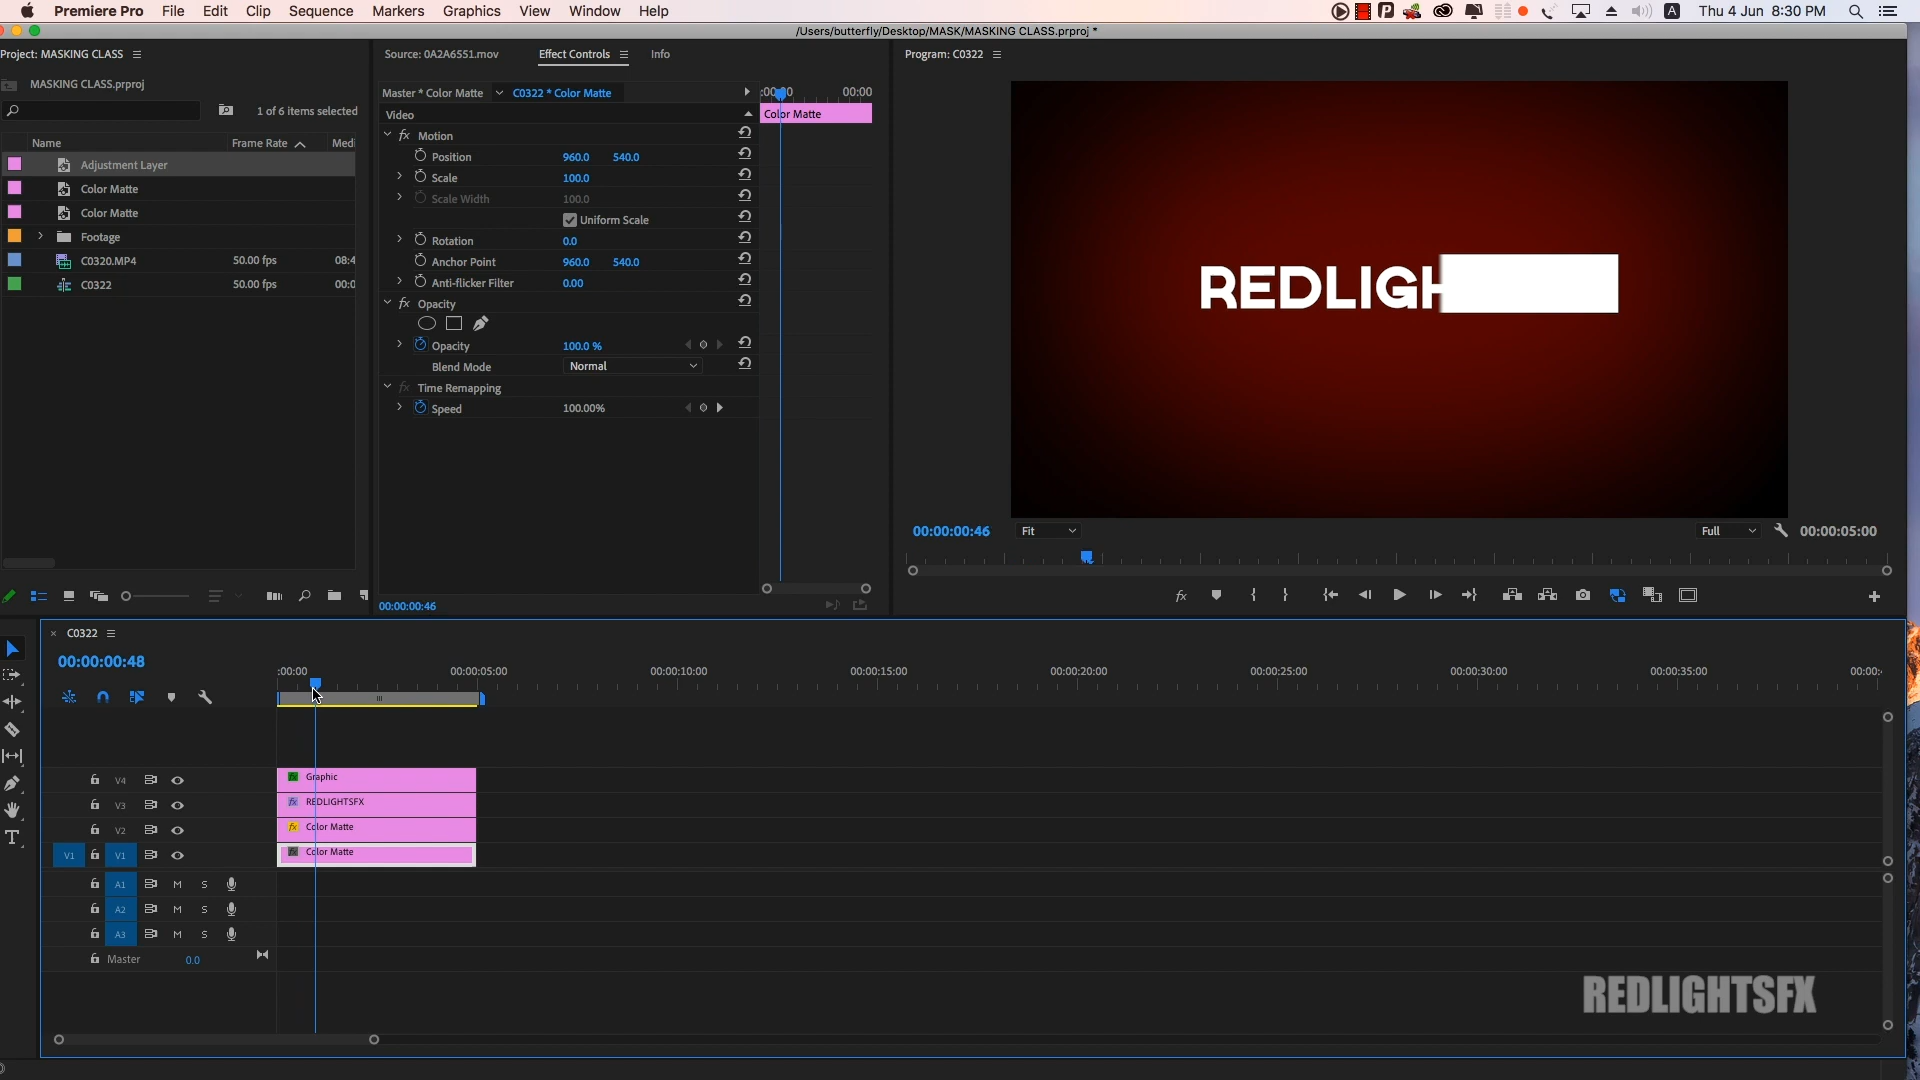 Premiere Pro File Edit Clip Sequence Markers Graphics View Window Help
A Thu 4 Jun 8:30 PM
/Users/butterfly/Desktop/MASK/MASKING CLASS.prproj *
Project: MASKING CLASS
Source: 0A2A6551.mov Effect Controls Info
Program: C0322
MASKING CLASS.prproj
1 of 6 items selected
Name Frame Rate Medi
Adjustment Layer
Color Matte
Color Matte
Footage
C0320.MP4 50.00 fps 08:4
C0322 50.00 fps 00:0
Master * Color Matte C0322 * Color Matte
:00:00 00:00
Video
Color Matte
fx Motion
Position 960.0 540.0
Scale 100.0
Scale Width 100.0
Uniform Scale
Rotation 0.0
Anchor Point 960.0 540.0
Anti-flicker Filter 0.00
fx Opacity
Opacity 100.0 %
Blend Mode Normal
fx Time Remapping
Speed 100.00%
00:00:00:46
REDLIGH
00:00:00:46 Fit Full 00:00:05:00
fx
C0322
00:00:00:48
:00:00 00:00:05:00 00:00:10:00 00:00:15:00 00:00:20:00 00:00:25:00 00:00:30:00 00:00:35:00 00:00:
V4 fx Graphic
V3 fx REDLIGHTSFX
V2 fx Color Matte
V1 V1 fx Color Matte
A1 M S
A2 M S
A3 M S
Master 0.0
T
REDLIGHTSFX